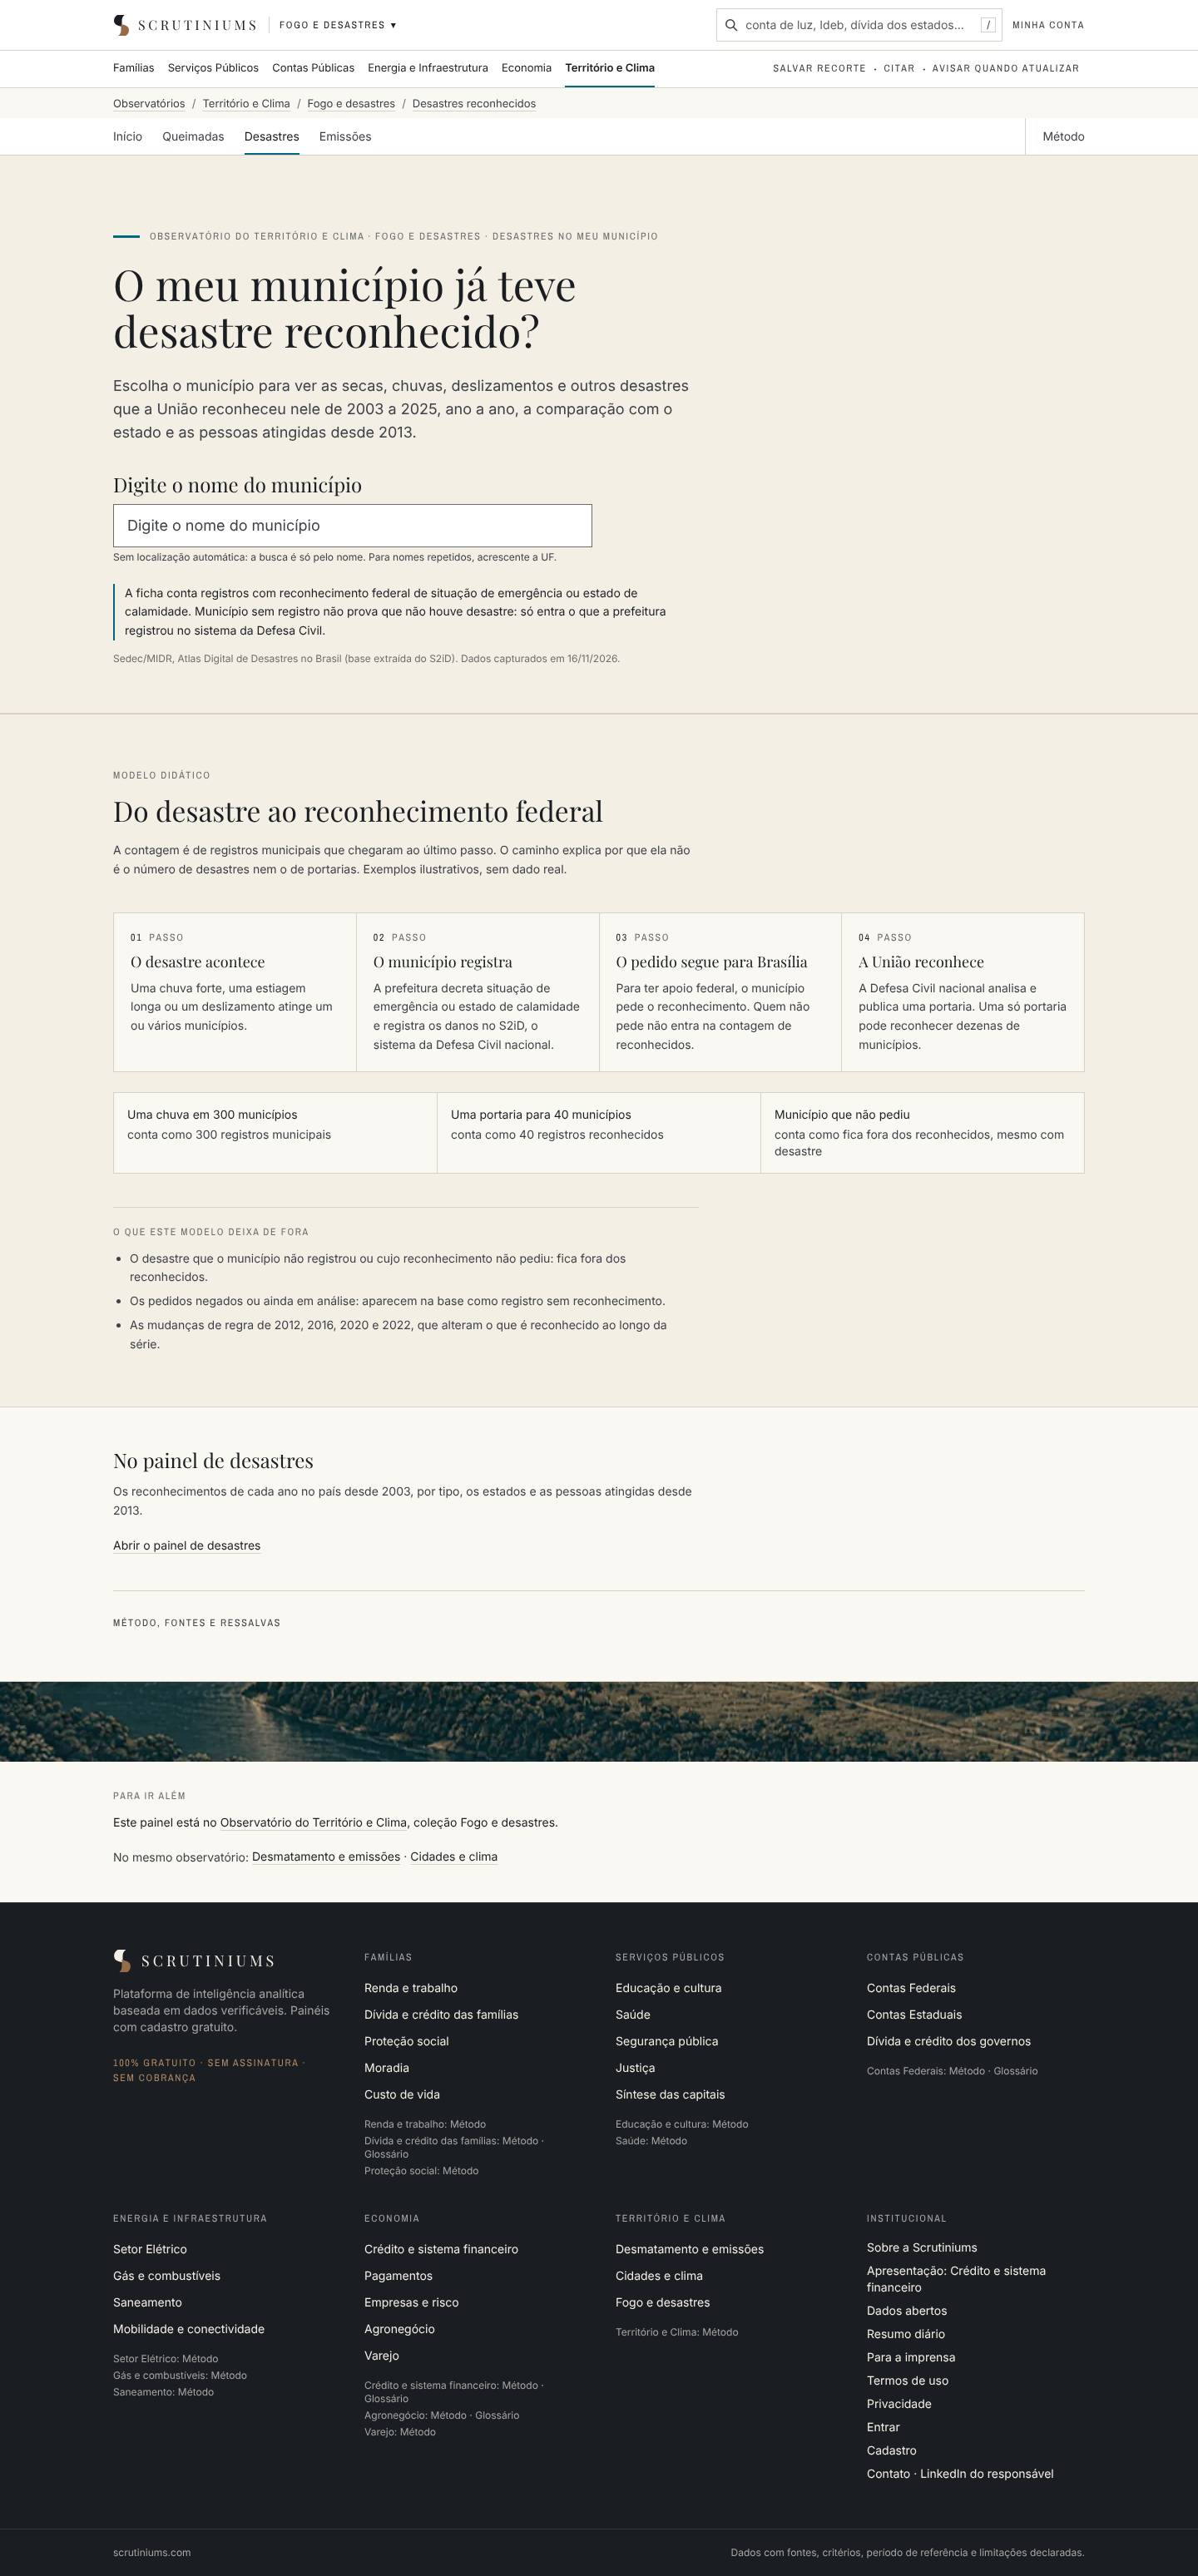 SCRUTINIUMS
FOGO E DESASTRES ▾
conta de luz, Ideb, dívida dos estados...
/
MINHA CONTA
Famílias
Serviços Públicos
Contas Públicas
Energia e Infraestrutura
Economia
Território e Clima
SALVAR RECORTE • CITAR • AVISAR QUANDO ATUALIZAR
Observatórios / Território e Clima / Fogo e desastres / Desastres reconhecidos
Início
Queimadas
Desastres
Emissões
Método
OBSERVATÓRIO DO TERRITÓRIO E CLIMA · FOGO E DESASTRES · DESASTRES NO MEU MUNICÍPIO
O meu município já teve
desastre reconhecido?
Escolha o município para ver as secas, chuvas, deslizamentos e outros desastres
que a União reconheceu nele de 2003 a 2025, ano a ano, a comparação com o
estado e as pessoas atingidas desde 2013.
Digite o nome do município
Digite o nome do município
Sem localização automática: a busca é só pelo nome. Para nomes repetidos, acrescente a UF.
A ficha conta registros com reconhecimento federal de situação de emergência ou estado de
calamidade. Município sem registro não prova que não houve desastre: só entra o que a prefeitura
registrou no sistema da Defesa Civil.
Sedec/MIDR, Atlas Digital de Desastres no Brasil (base extraída do S2iD). Dados capturados em 16/11/2026.
MODELO DIDÁTICO
Do desastre ao reconhecimento federal
A contagem é de registros municipais que chegaram ao último passo. O caminho explica por que ela não
é o número de desastres nem o de portarias. Exemplos ilustrativos, sem dado real.
01 PASSO
O desastre acontece
Uma chuva forte, uma estiagem
longa ou um deslizamento atinge um
ou vários municípios.
02 PASSO
O município registra
A prefeitura decreta situação de
emergência ou estado de calamidade
e registra os danos no S2iD, o
sistema da Defesa Civil nacional.
03 PASSO
O pedido segue para Brasília
Para ter apoio federal, o município
pede o reconhecimento. Quem não
pede não entra na contagem de
reconhecidos.
04 PASSO
A União reconhece
A Defesa Civil nacional analisa e
publica uma portaria. Uma só portaria
pode reconhecer dezenas de
municípios.
Uma chuva em 300 municípios
conta como 300 registros municipais
Uma portaria para 40 municípios
conta como 40 registros reconhecidos
Município que não pediu
conta como fica fora dos reconhecidos, mesmo com
desastre
O QUE ESTE MODELO DEIXA DE FORA
• O desastre que o município não registrou ou cujo reconhecimento não pediu: fica fora dos
reconhecidos.
• Os pedidos negados ou ainda em análise: aparecem na base como registro sem reconhecimento.
• As mudanças de regra de 2012, 2016, 2020 e 2022, que alteram o que é reconhecido ao longo da
série.
No painel de desastres
Os reconhecimentos de cada ano no país desde 2003, por tipo, os estados e as pessoas atingidas desde
2013.
Abrir o painel de desastres
MÉTODO, FONTES E RESSALVAS
PARA IR ALÉM
Este painel está no Observatório do Território e Clima, coleção Fogo e desastres.
No mesmo observatório: Desmatamento e emissões · Cidades e clima
SCRUTINIUMS
Plataforma de inteligência analítica
baseada em dados verificáveis. Painéis
com cadastro gratuito.
100% GRATUITO · SEM ASSINATURA ·
SEM COBRANÇA
FAMÍLIAS
Renda e trabalho
Dívida e crédito das famílias
Proteção social
Moradia
Custo de vida
Renda e trabalho: Método
Dívida e crédito das famílias: Método ·
Glossário
Proteção social: Método
SERVIÇOS PÚBLICOS
Educação e cultura
Saúde
Segurança pública
Justiça
Síntese das capitais
Educação e cultura: Método
Saúde: Método
CONTAS PÚBLICAS
Contas Federais
Contas Estaduais
Dívida e crédito dos governos
Contas Federais: Método · Glossário
ENERGIA E INFRAESTRUTURA
Setor Elétrico
Gás e combustíveis
Saneamento
Mobilidade e conectividade
Setor Elétrico: Método
Gás e combustíveis: Método
Saneamento: Método
ECONOMIA
Crédito e sistema financeiro
Pagamentos
Empresas e risco
Agronegócio
Varejo
Crédito e sistema financeiro: Método ·
Glossário
Agronegócio: Método · Glossário
Varejo: Método
TERRITÓRIO E CLIMA
Desmatamento e emissões
Cidades e clima
Fogo e desastres
Território e Clima: Método
INSTITUCIONAL
Sobre a Scrutiniums
Apresentação: Crédito e sistema
financeiro
Dados abertos
Resumo diário
Para a imprensa
Termos de uso
Privacidade
Entrar
Cadastro
Contato · LinkedIn do responsável
scrutiniums.com
Dados com fontes, critérios, período de referência e limitações declaradas.